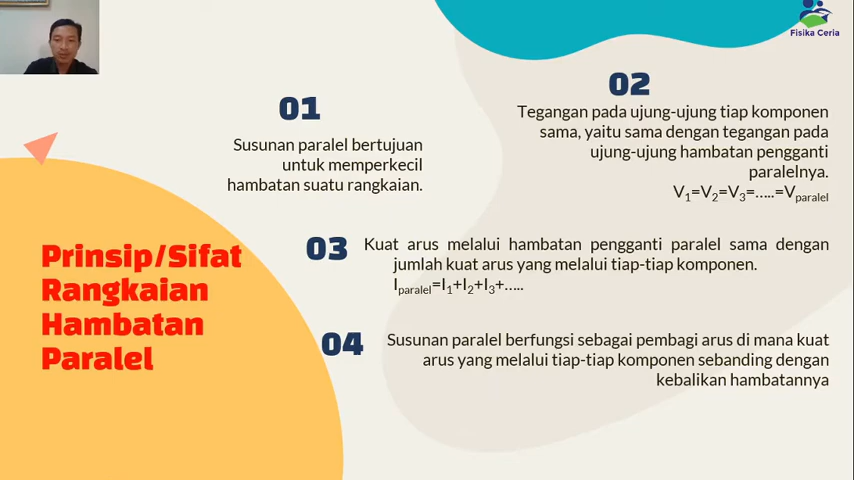 Fisika Ceria
Prinsip/Sifat
Rangkaian
Hambatan
Paralel
01
Susunan paralel bertujuan
untuk memperkecil
hambatan suatu rangkaian.
02
Tegangan pada ujung-ujung tiap komponen
sama, yaitu sama dengan tegangan pada
ujung-ujung hambatan pengganti
paralelnya.
V₁=V₂=V₃=…..=Vparalel
03
Kuat arus melalui hambatan pengganti paralel sama dengan
jumlah kuat arus yang melalui tiap-tiap komponen.
Iparalel=I₁+I₂+I₃+…..
04
Susunan paralel berfungsi sebagai pembagi arus di mana kuat
arus yang melalui tiap-tiap komponen sebanding dengan
kebalikan hambatannya